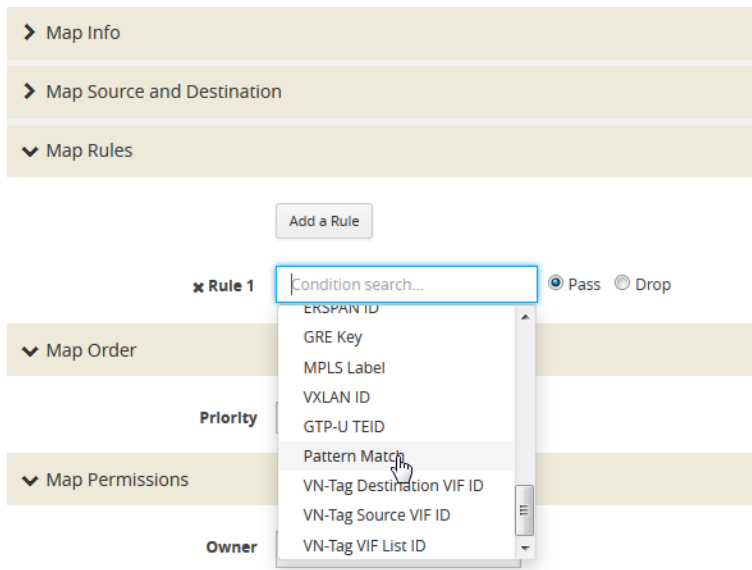 Map Info
Map Source and Destination
Map Rules
Add a Rule
x Rule 1 Condition search... Pass Drop
ERSPAN ID
GRE Key
Map Order
MPLS Label
VXLAN ID
Priority
GTP-U TEID
Pattern Match
Map Permissions
VN-Tag Destination VIF ID
VN-Tag Source VIF ID
Owner
VN-Tag VIF List ID